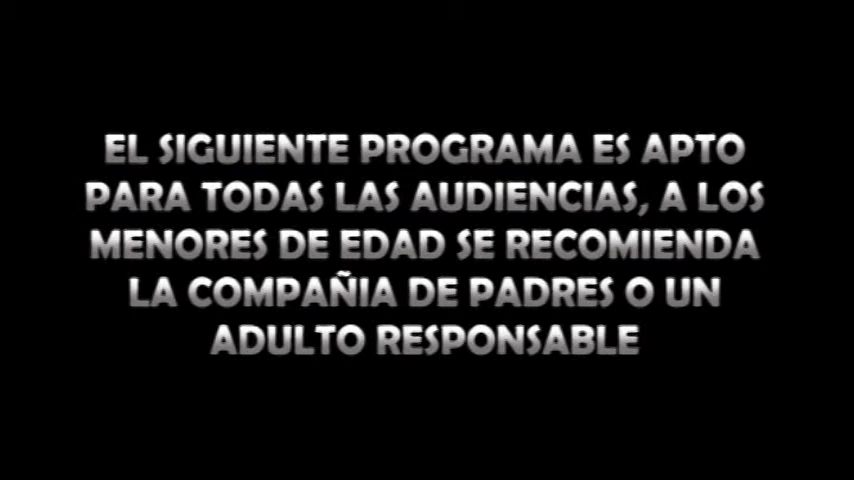 EL SIGUIENTE PROGRAMA ES APTO
PARA TODAS LAS AUDIENCIAS, A LOS
MENORES DE EDAD SE RECOMIENDA
LA COMPAÑIA DE PADRES O UN
ADULTO RESPONSABLE